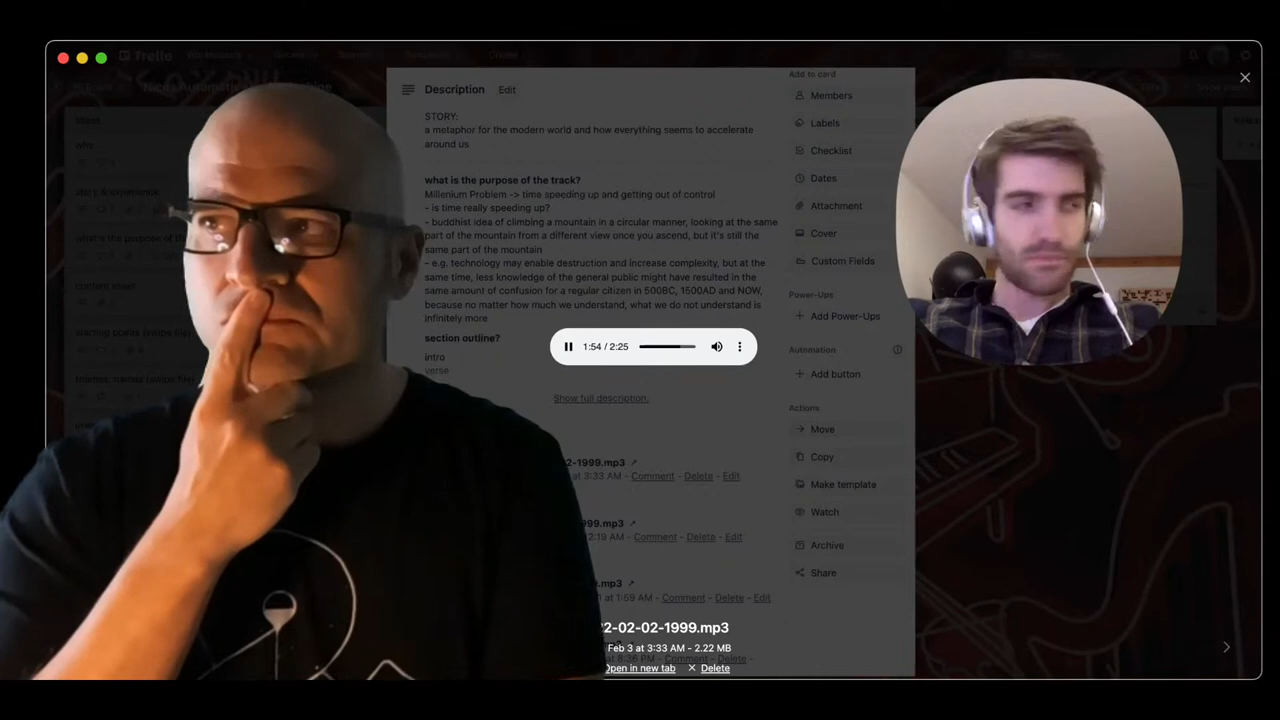 Trello
Create
Description
Edit
STORY:
a metaphor for the modern world and how everything seems to accelerate
around us
what is the purpose of the track?
Millenium Problem -> time speeding up and getting out of control
- is time really speeding up?
- buddhist idea of climbing a mountain in a circular manner, looking at the same
part of the mountain from a different view once you ascend, but it's still the
same part of the mountain
- e.g. technology may enable destruction and increase complexity, but at the
same time, less knowledge of the general public might have resulted in the
same amount of confusion for a regular citizen in 500BC, 1500AD and NOW,
because no matter how much we understand, what we do not understand is
infinitely more
section outline?
intro
verse
Show full description.
1:54 / 2:25
2-1999.mp3
at 3:33 AM - Comment - Delete - Edit
99.mp3
2:19 AM - Comment - Delete - Edit
.mp3
at 1:59 AM - Comment - Delete - Edit
2-02-02-1999.mp3
Feb 3 at 3:33 AM - 2.22 MB
at 8:36 PM - Comment - Delete -
Open in new tab
Delete
Add to card
Members
Labels
Checklist
Dates
Attachment
Cover
Custom Fields
Power-Ups
Add Power-Ups
Automation
Add button
Actions
Move
Copy
Make template
Watch
Archive
Share